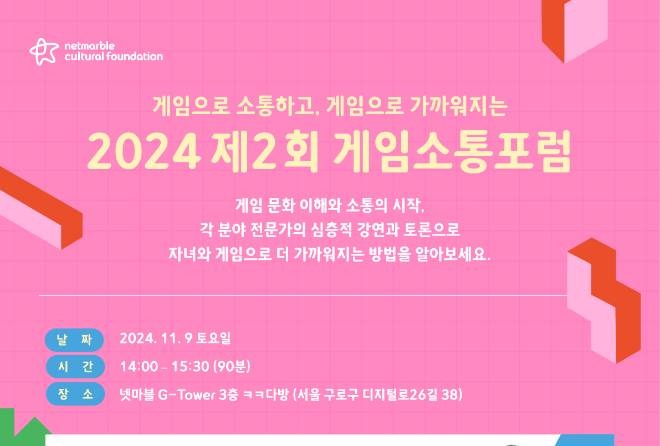 netmarble
cultural foundation
게임으로 소통하고, 게임으로 가까워지는
2024 제2회 게임소통포럼
게임 문화 이해와 소통의 시작,
각 분야 전문가의 심층적 강연과 토론으로
자녀와 게임으로 더 가까워지는 방법을 알아보세요.
날 짜 2024. 11. 9 토요일
시 간 14:00 - 15:30 (90분)
장 소 넷마블 G-Tower 3층 ㅋㅋ다방 (서울 구로구 디지털로26길 38)